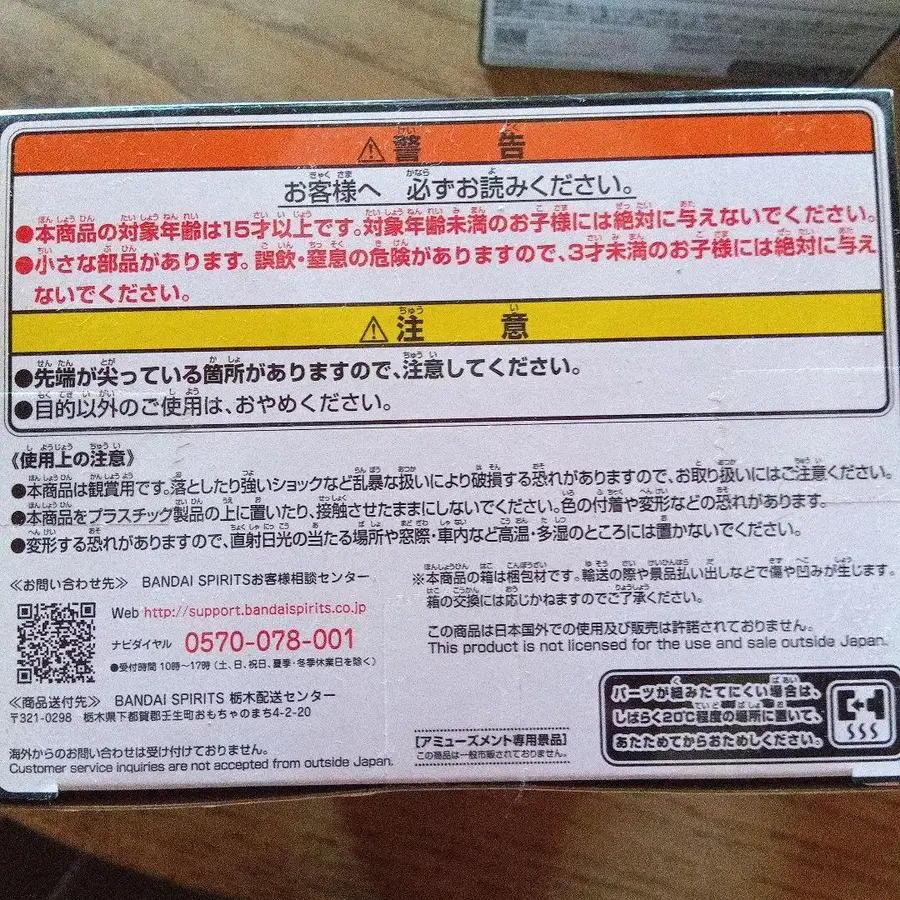 ⚠警 告
お客様へ 必ずお読みください。
●本商品の対象年齢は15才以上です。対象年齢未満のお子様には絶対に与えないでください。
●小さな部品があります。誤飲・窒息の危険がありますので、3才未満のお子様には絶対に与え
ないでください。
⚠注 意
●先端が尖っている箇所がありますので、注意してください。
●目的以外のご使用は、おやめください。
《使用上の注意》
●本商品は観賞用です。落としたり強いショックなど乱暴な扱いにより破損する恐れがありますので、お取り扱いにはご注意ください。
●本商品をプラスチック製品の上に置いたり、接触させたままにしないでください。色の付着や変形などの恐れがあります。
●変形する恐れがありますので、直射日光の当たる場所や窓際・車内など高温・多湿のところには置かないでください。
≪お問い合わせ先≫ BANDAI SPIRITSお客様相談センター
Web http://support.bandaispirits.co.jp
ナビダイヤル 0570-078-001
●受付時間 10時〜17時(土、日、祝日、夏季・冬季休業日を除く)
≪商品送付先≫ BANDAI SPIRITS 栃木配送センター
〒321-0298 栃木県下都賀郡壬生町おもちゃのまち4-2-20
海外からのお問い合わせは受け付けておりません。
Customer service inquiries are not accepted from outside Japan.
※本商品の箱は梱包材です。輸送の際や景品払い出しなどで傷や凹みが生じます。
箱の交換には応じかねますのでご了承ください。
この商品は日本国外での使用及び販売は許諾されておりません。
This product is not licensed for the use and sale outside Japan.
[アミューズメント専用景品]
この商品は一般市販されておりません。
パーツが組みたてにくい場合は、
しばらく20℃程度の場所に置いて、
あたためてからおためしください。